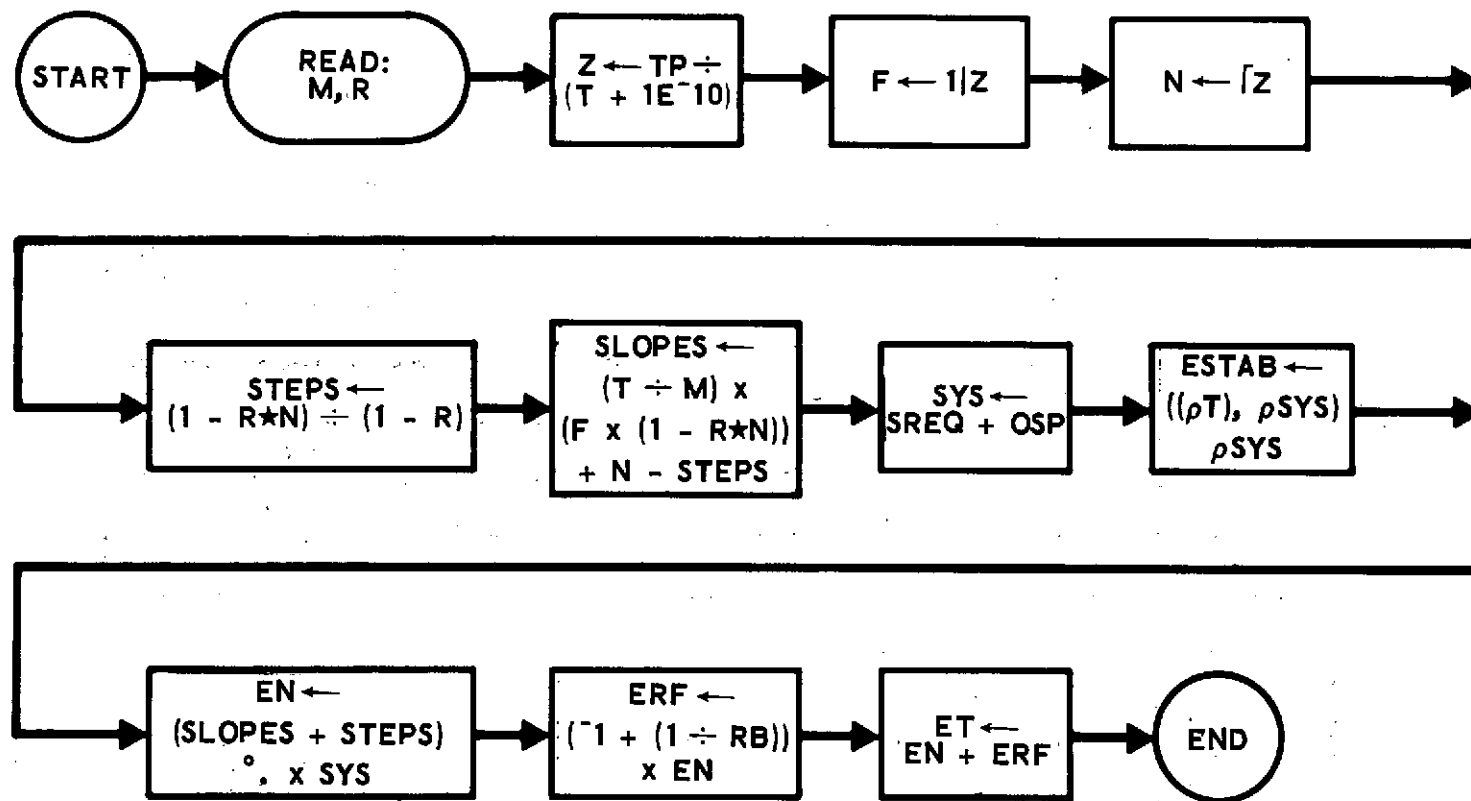 START
READ:
M, R
Z ← TP ÷
(T + 1E⁻10)
F ← 1|Z
N ← ⌈Z
STEPS ←
(1 - R★N) ÷ (1 - R)
SLOPES ←
(T ÷ M) x
(F x (1 - R★N))
+ N - STEPS
SYS ←
SREQ + OSP
ESTAB ←
((ρT), ρSYS)
ρSYS
EN ←
(SLOPES + STEPS)
°. x SYS
ERF ←
(⁻1 + (1 ÷ RB))
x EN
ET ←
EN + ERF
END